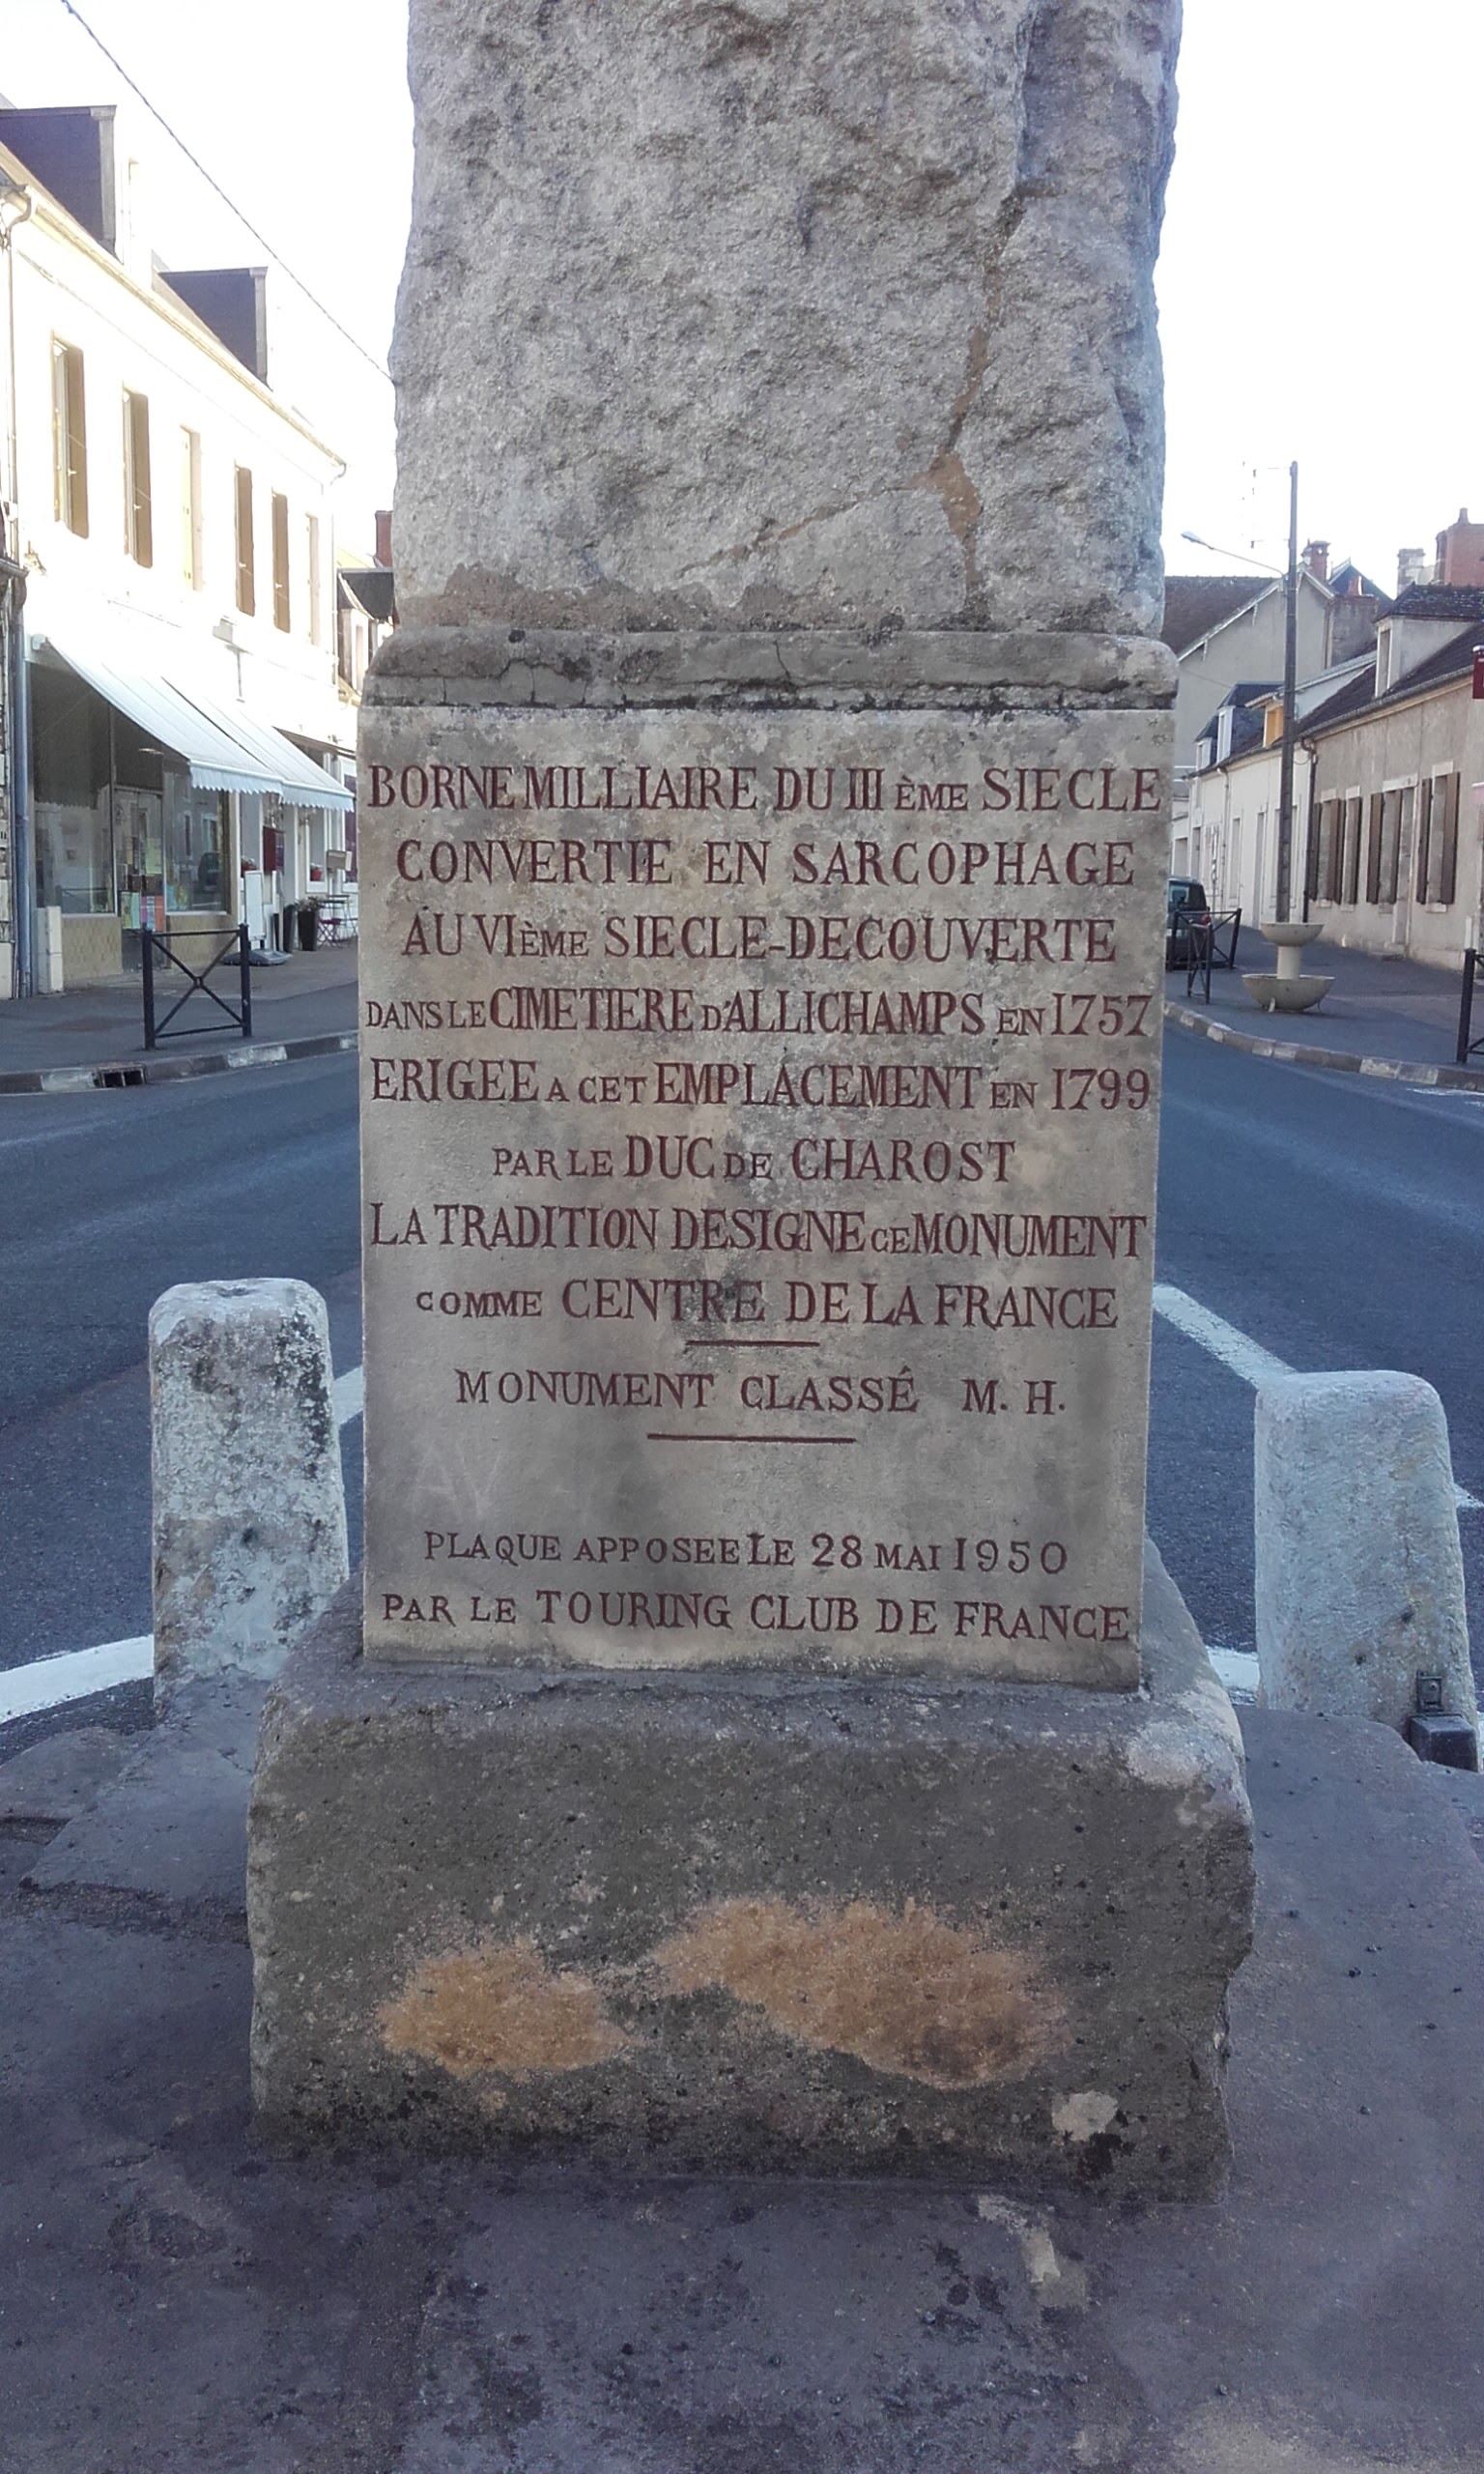 BORNE MILLIAIRE DU III ÈME SIECLE
CONVERTIE EN SARCOPHAGE
AU VIÈME SIECLE-DECOUVERTE
DANS LE CIMETIERE D'ALLICHAMPS EN 1757
ERIGEE A CET EMPLACEMENT EN 1799
PAR LE DUC DE CHAROST
LA TRADITION DESIGNE CE MONUMENT
COMME CENTRE DE LA FRANCE
MONUMENT CLASSÉ M. H.
PLAQUE APPOSEE LE 28 MAI 1950
PAR LE TOURING CLUB DE FRANCE